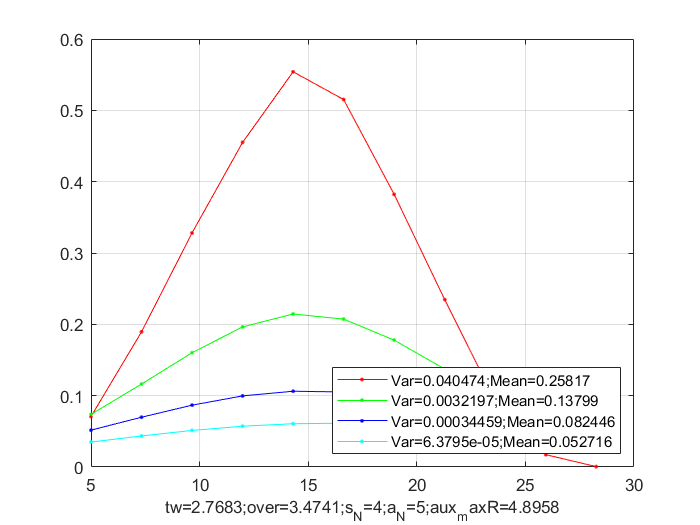 0.6
0.5
0.4
0.3
0.2
0.1
0
Var=0.040474;Mean=0.25817
Var=0.0032197;Mean=0.13799
Var=0.00034459;Mean=0.082446
Var=6.3795e-05;Mean=0.052716
5 10 15 20 25 30
tw=2.7683;over=3.4741;s_N=4;a_N=5;aux_maxR=4.8958